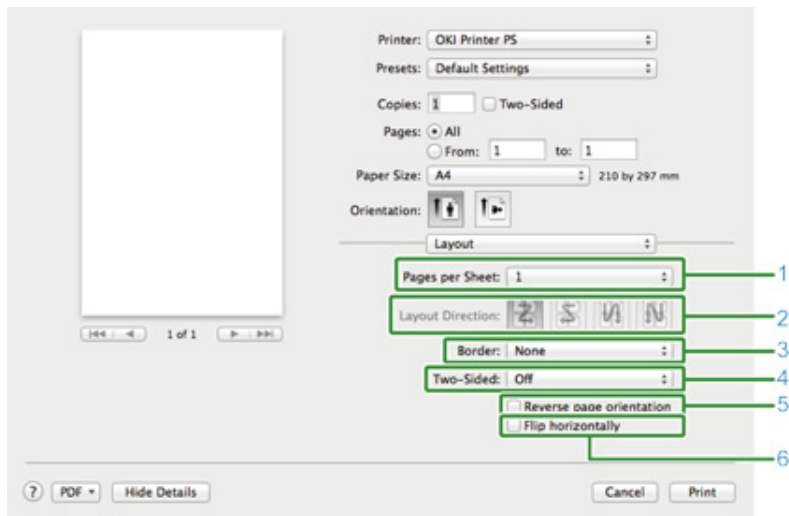 Printer: OKI Printer PS
Presets: Default Settings
Copies: 1 Two-Sided
Pages: All
From: 1 to: 1
Paper Size: A4 210 by 297 mm
Orientation:
Layout
Pages per Sheet: 1 1
Layout Direction: 2
1 of 1
Border: None 3
Two-Sided: Off 4
Reverse page orientation 5
Flip horizontally
6
? PDF Hide Details Cancel Print